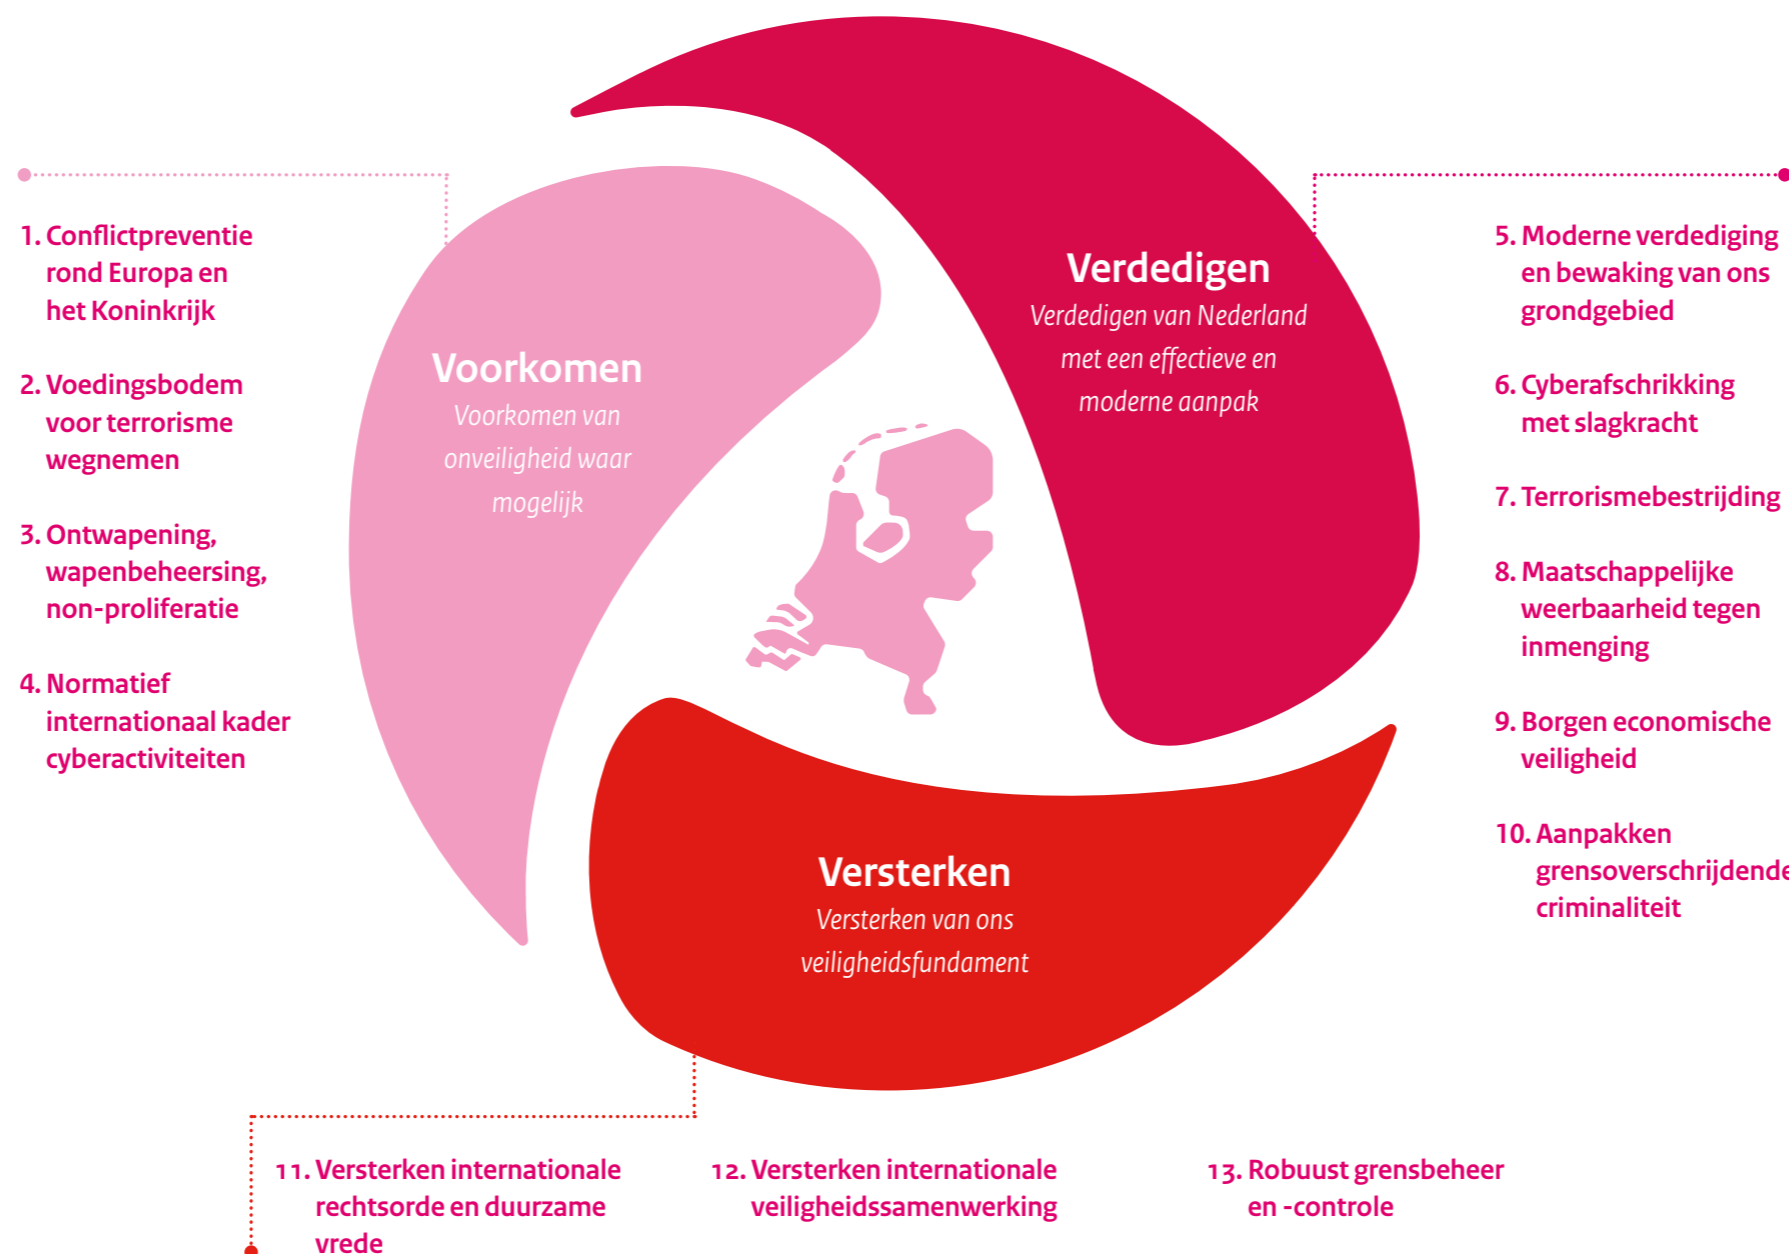 1. Conflictpreventie
rond Europa en
het Koninkrijk
2. Voedingsbodem
voor terrorisme
wegnemen
3. Ontwapening,
wapenbeheersing,
non-proliferatie
4. Normatief
internationaal kader
cyberactiviteiten
Voorkomen
Voorkomen van
onveiligheid waar
mogelijk
Verdedigen
Verdedigen van Nederland
met een effectieve en
moderne aanpak
5. Moderne verdediging
en bewaking van ons
grondgebied
6. Cyberafschrikking
met slagkracht
7. Terrorismebestrijding
8. Maatschappelijke
weerbaarheid tegen
inmenging
9. Borgen economische
veiligheid
10. Aanpakken
grensoverschrijdende
criminaliteit
Versterken
Versterken van ons
veiligheidsfundament
11. Versterken internationale
rechtsorde en duurzame
vrede
12. Versterken internationale
veiligheidssamenwerking
13. Robuust grensbeheer
en -controle